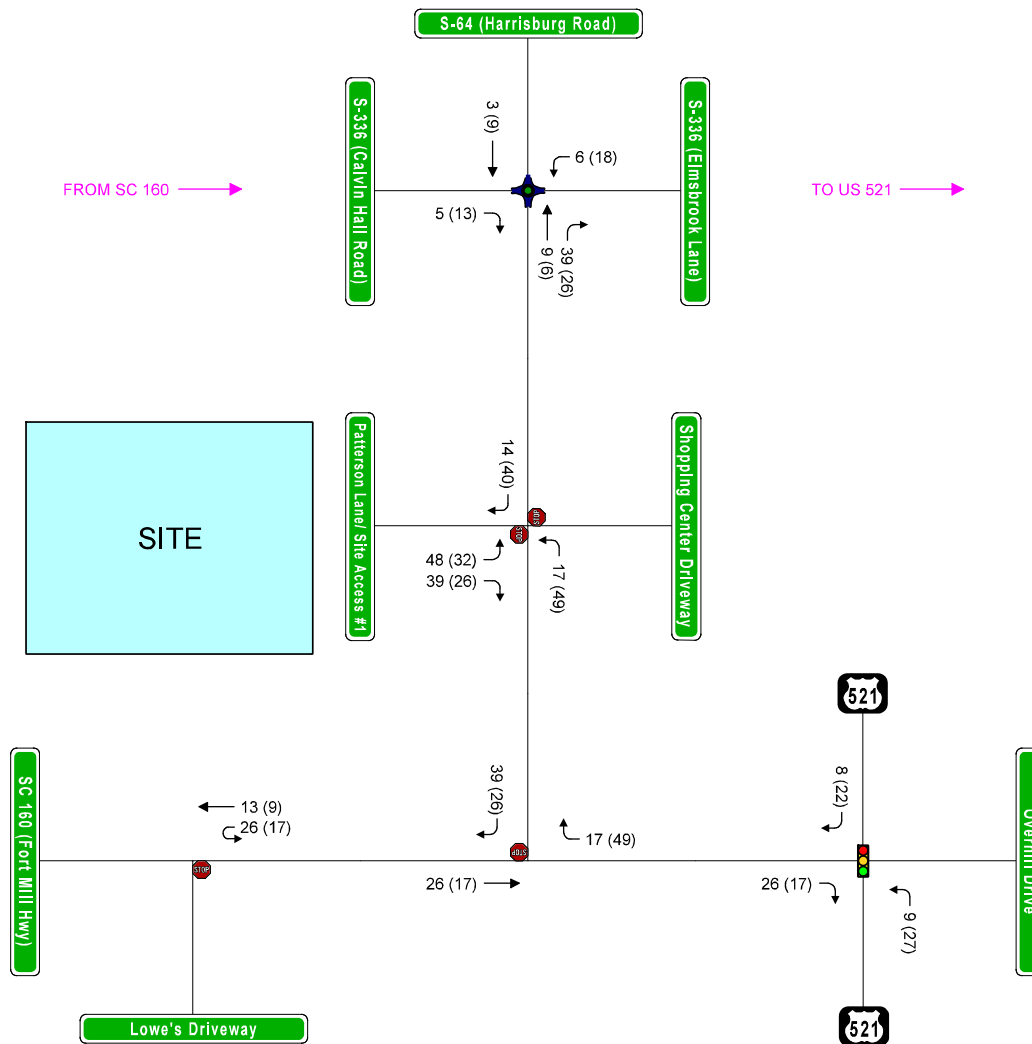 S-64 (Harrisburg Road)
S-336 (Calvin Hall Road)
S-336 (Elmsbrook Lane)
3 (9)
6 (18)
FROM SC 160
TO US 521
5 (13)
9 (6)
39 (26)
Patterson Lane/ Site Access #1
Shopping Center Driveway
14 (40)
SITE
STOP
STOP
48 (32)
39 (26)
17 (49)
521
SC 160 (Fort Mill Hwy)
39 (26)
8 (22)
Overhill Drive
13 (9)
26 (17)
17 (49)
STOP
STOP
26 (17)
26 (17)
9 (27)
Lowe's Driveway
521